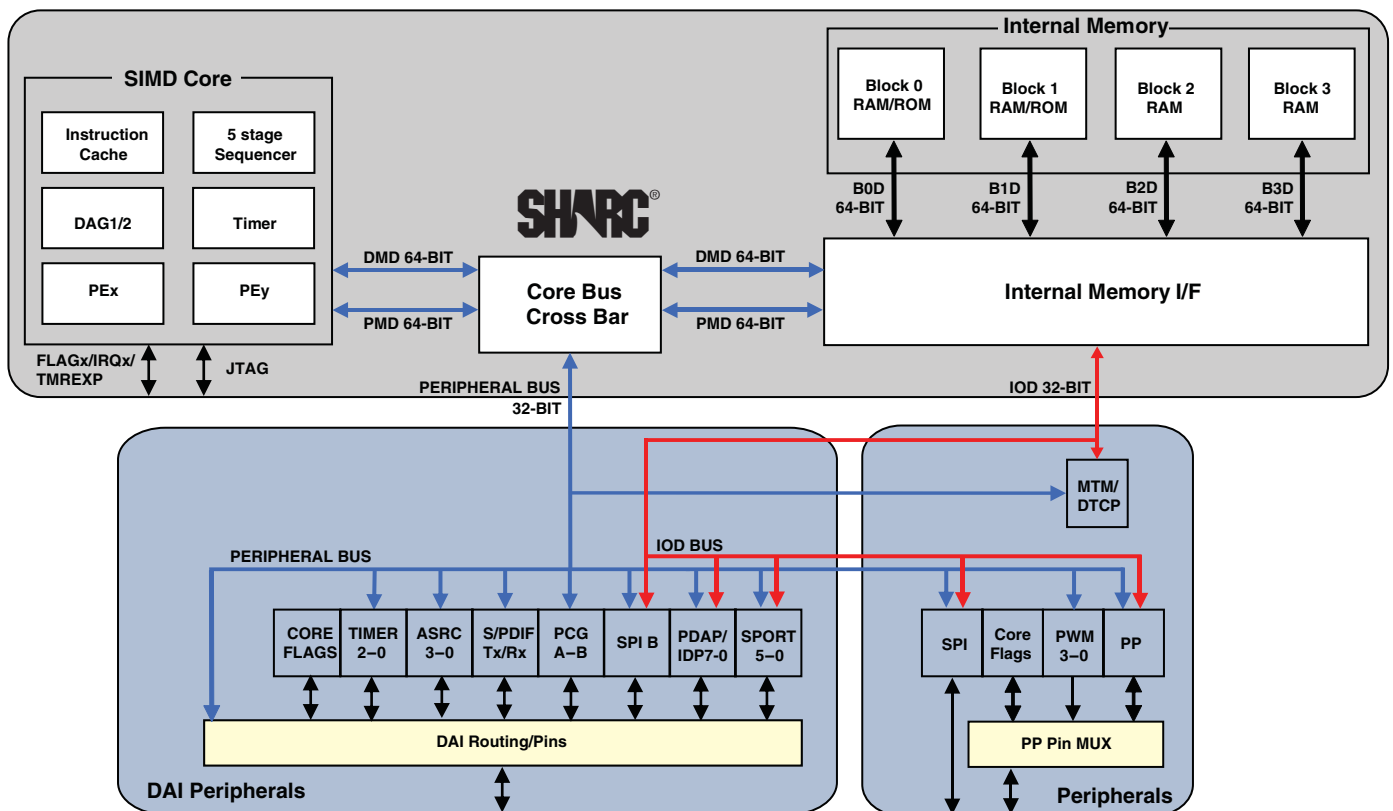 Internal Memory
SIMD Core
Block 0
RAM/ROM
Block 1
RAM/ROM
Block 2
RAM
Block 3
RAM
Instruction
Cache
5 stage
Sequencer
DAG1/2
Timer
PEx
PEy
SHARC®
B0D
64-BIT
B1D
64-BIT
B2D
64-BIT
B3D
64-BIT
DMD 64-BIT
PMD 64-BIT
Core Bus
Cross Bar
DMD 64-BIT
PMD 64-BIT
Internal Memory I/F
FLAGx/IRQx/
TMREXP
JTAG
PERIPHERAL BUS
32-BIT
IOD 32-BIT
MTM/
DTCP
PERIPHERAL BUS
IOD BUS
CORE
FLAGS
TIMER
2–0
ASRC
3–0
S/PDIF
Tx/Rx
PCG
A–B
SPI B
PDAP/
IDP7-0
SPORT
5–0
SPI
Core
Flags
PWM
3–0
PP
DAI Routing/Pins
PP Pin MUX
DAI Peripherals
Peripherals